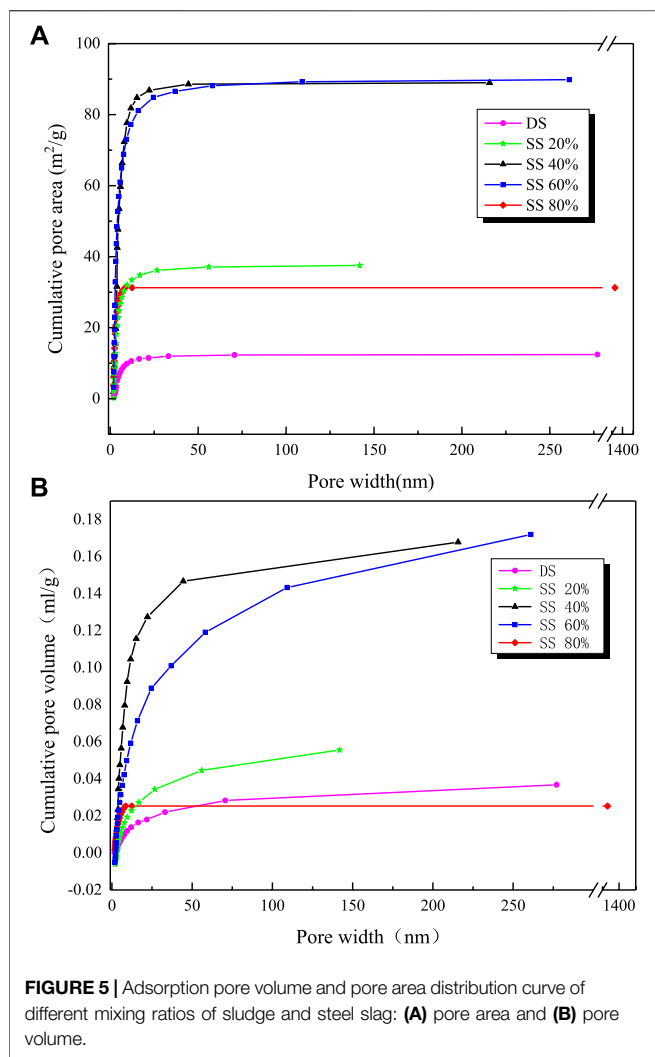 A
100
80
60
40
20
0
Cumulative pore area (m²/g)
DS
SS 20%
SS 40%
SS 60%
SS 80%
0 50 100 150 200 250 1400
Pore width(nm)
B
0.18
0.16
0.14
0.12
0.10
0.08
0.06
0.04
0.02
0.00
-0.02
Cumulative pore volume（ml/g）
DS
SS 20%
SS 40%
SS 60%
SS 80%
0 50 100 150 200 250 1400
Pore width（nm）
FIGURE 5 | Adsorption pore volume and pore area distribution curve of
different mixing ratios of sludge and steel slag: (A) pore area and (B) pore
volume.